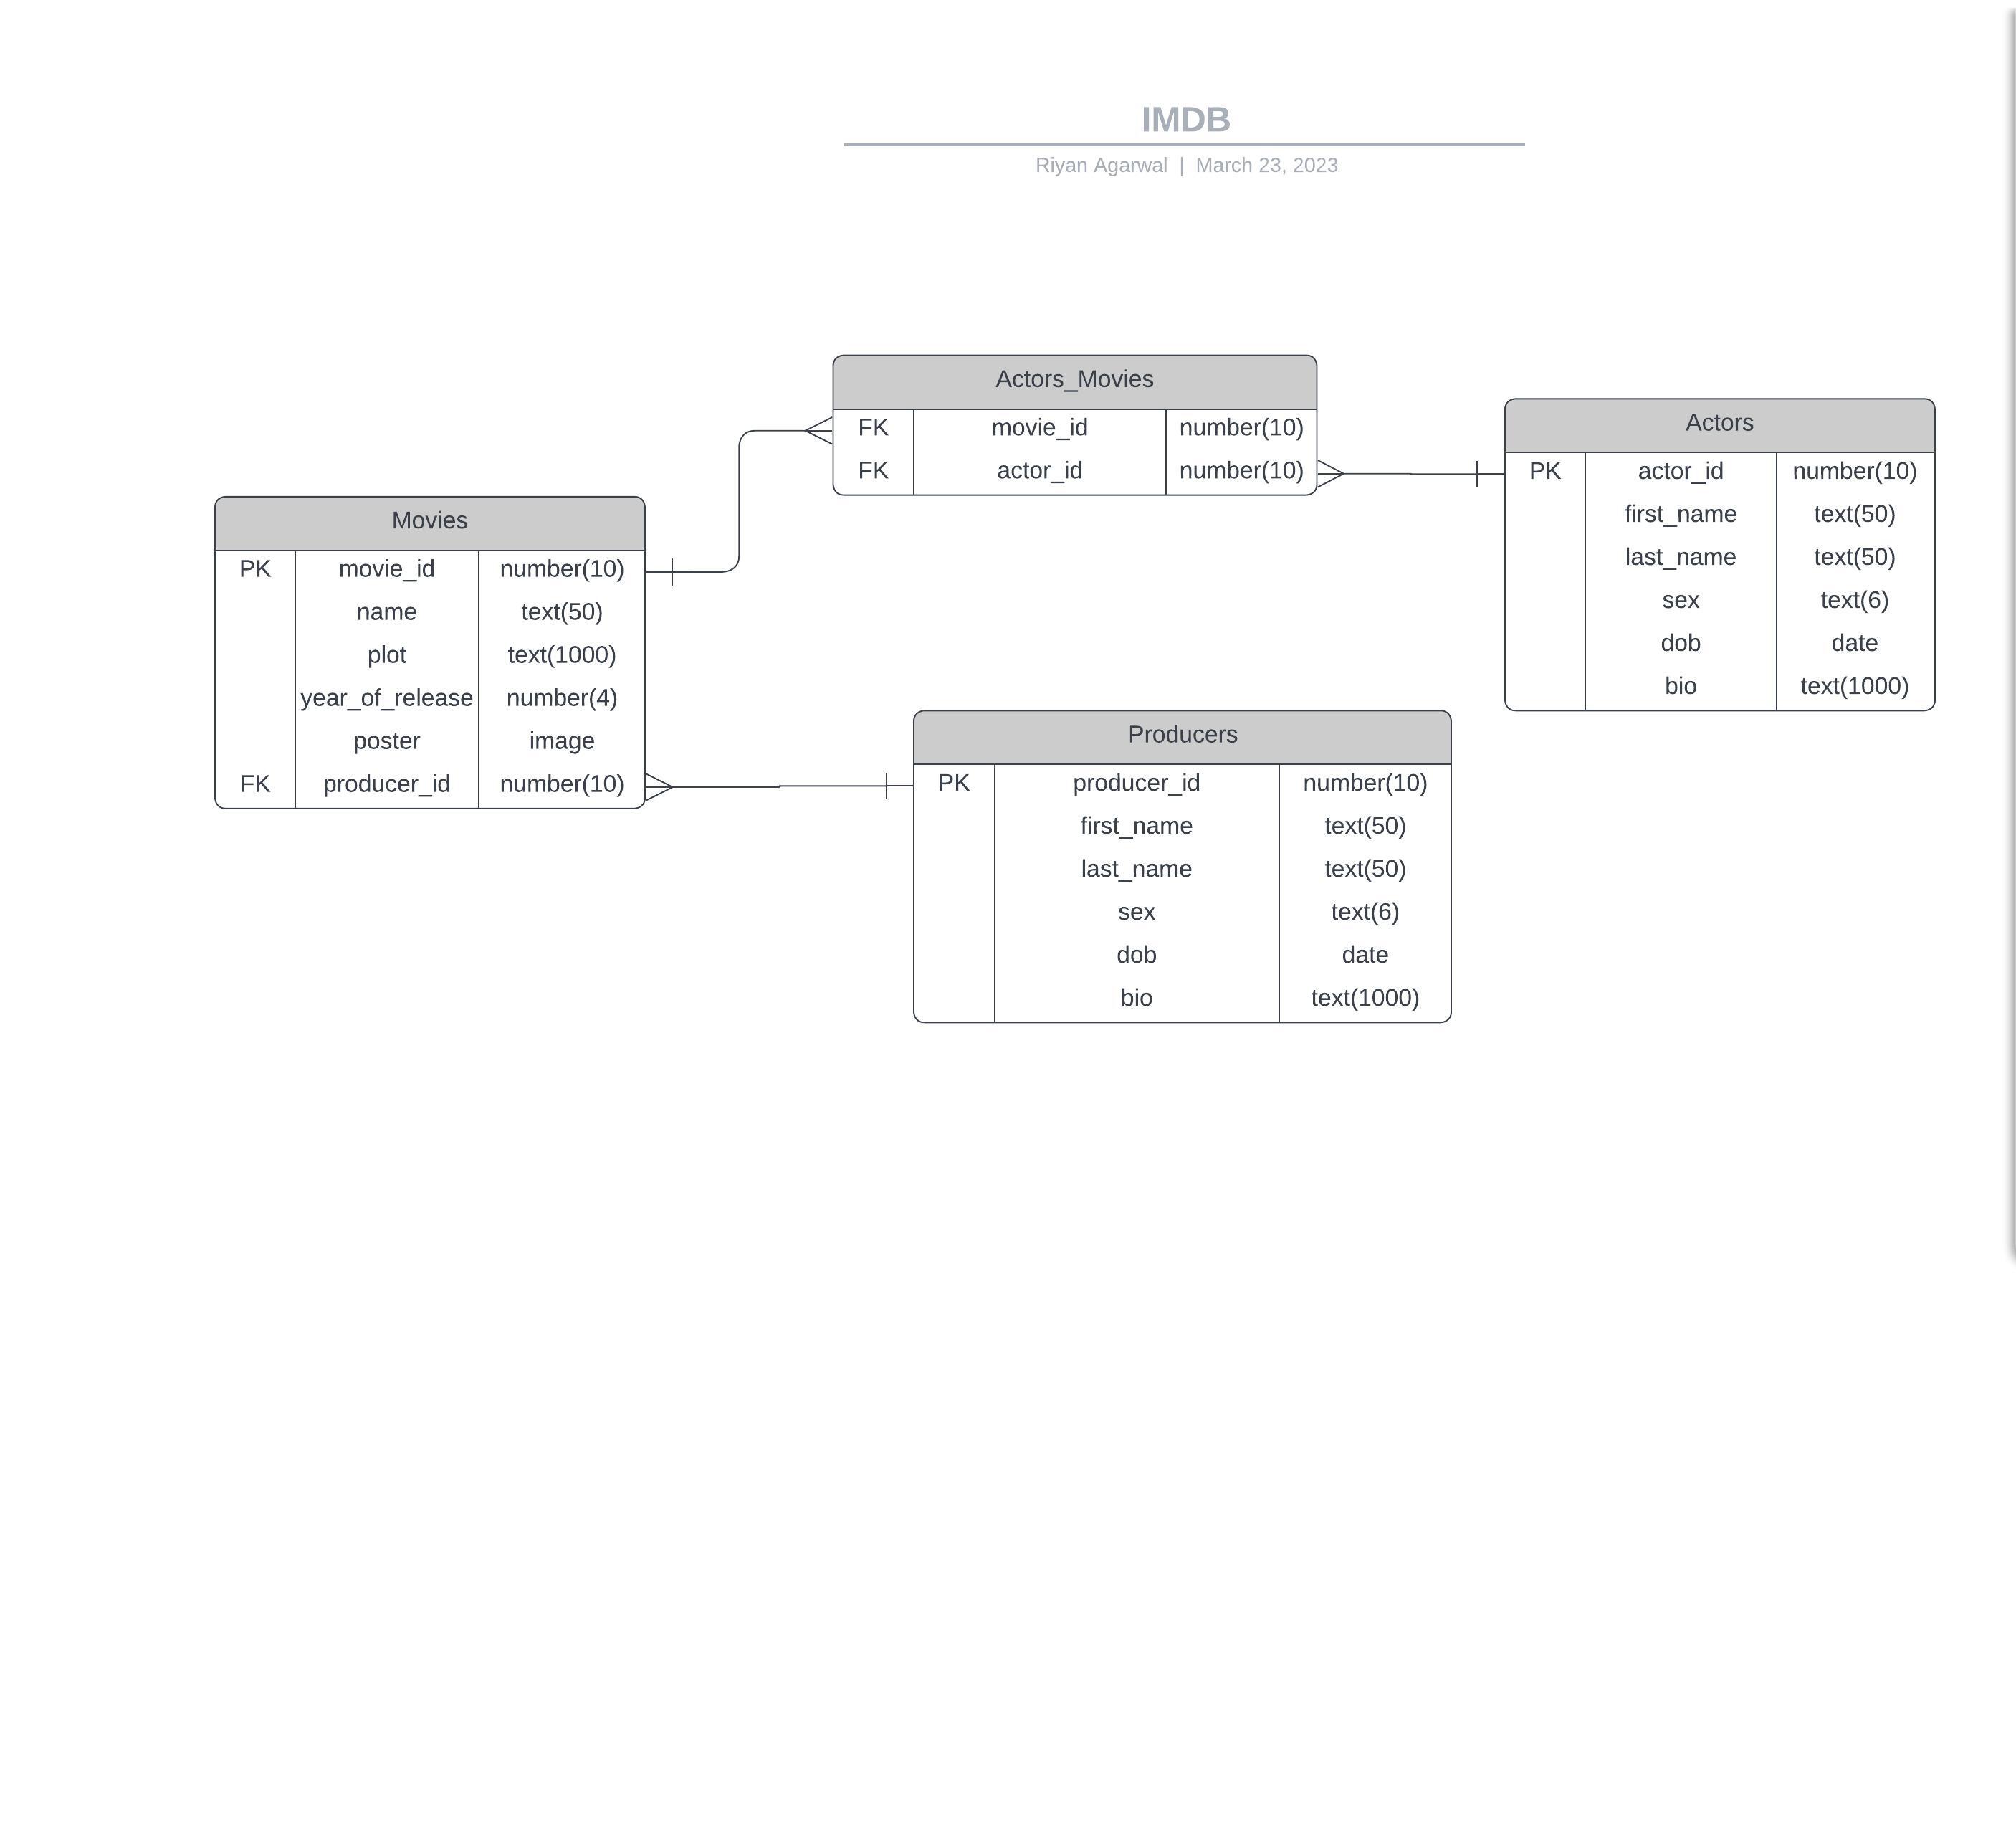 IMDB
Riyan Agarwal | March 23, 2023
Actors_Movies
FK movie_id number(10)
FK actor_id number(10)
Actors
PK actor_id number(10)
first_name text(50)
last_name text(50)
sex text(6)
dob date
bio text(1000)
Movies
PK movie_id number(10)
name text(50)
plot text(1000)
year_of_release number(4)
poster image
FK producer_id number(10)
Producers
PK producer_id number(10)
first_name text(50)
last_name text(50)
sex text(6)
dob date
bio text(1000)